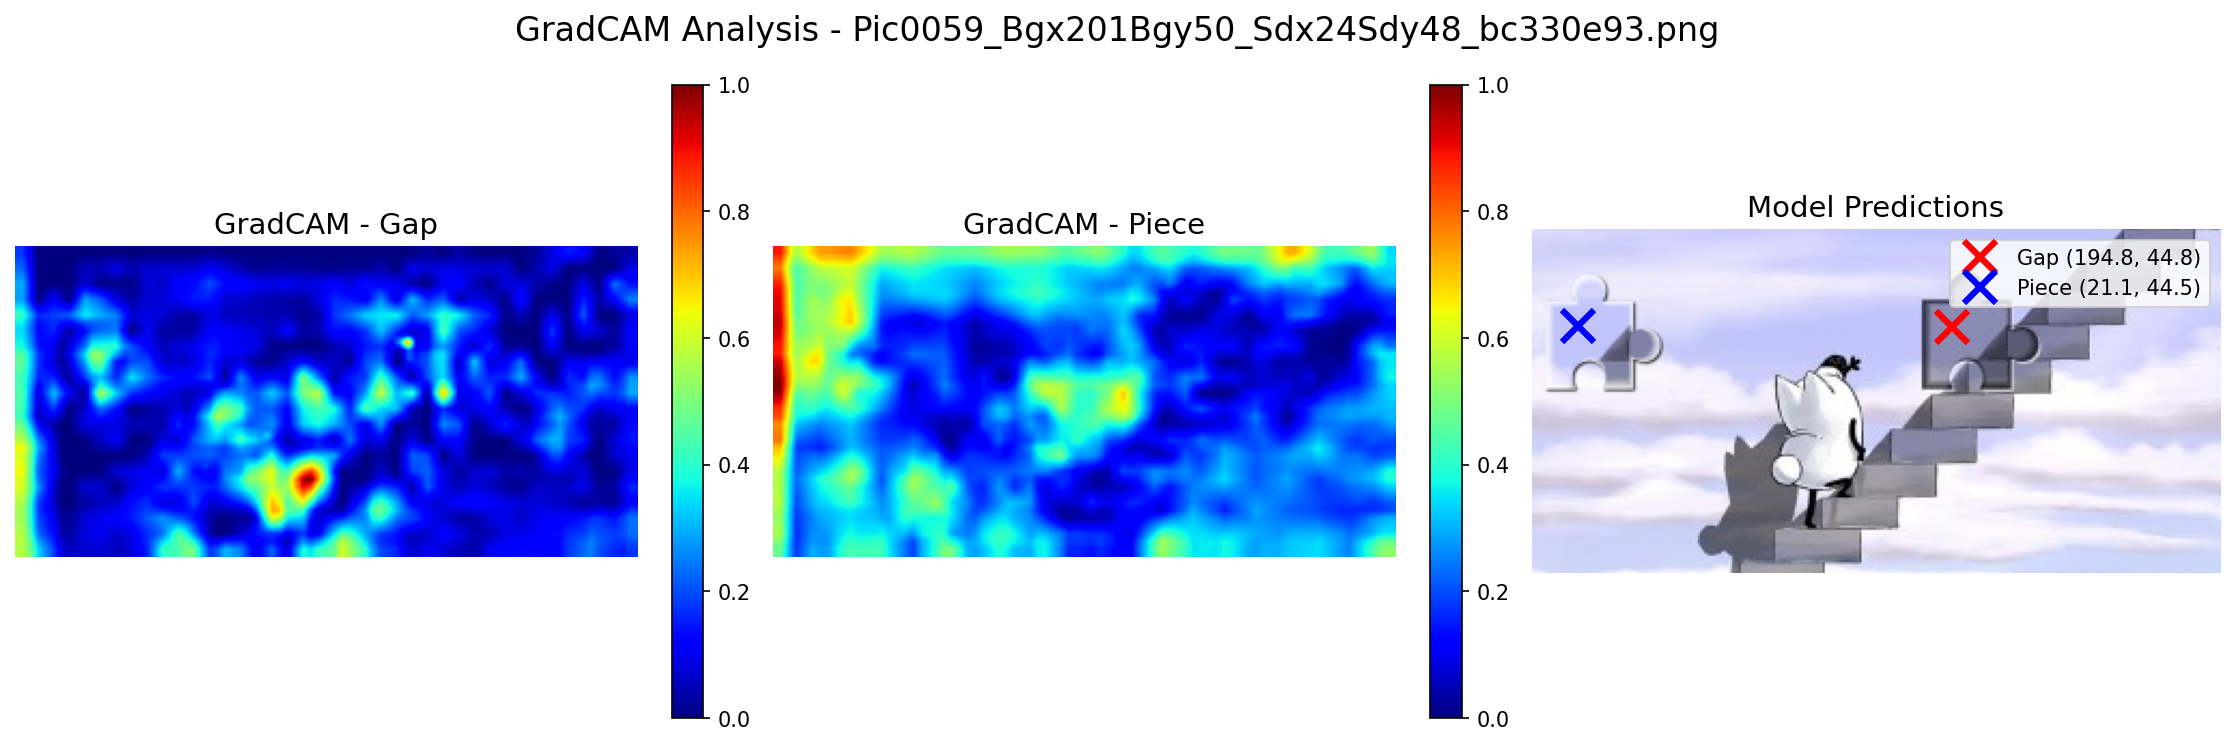 GradCAM Analysis - Pic0059_Bgx201Bgy50_Sdx24Sdy48_bc330e93.png
GradCAM - Gap
1.0
0.8
0.6
0.4
0.2
0.0
GradCAM - Piece
1.0
0.8
0.6
0.4
0.2
0.0
Model Predictions
Gap (194.8, 44.8)
Piece (21.1, 44.5)